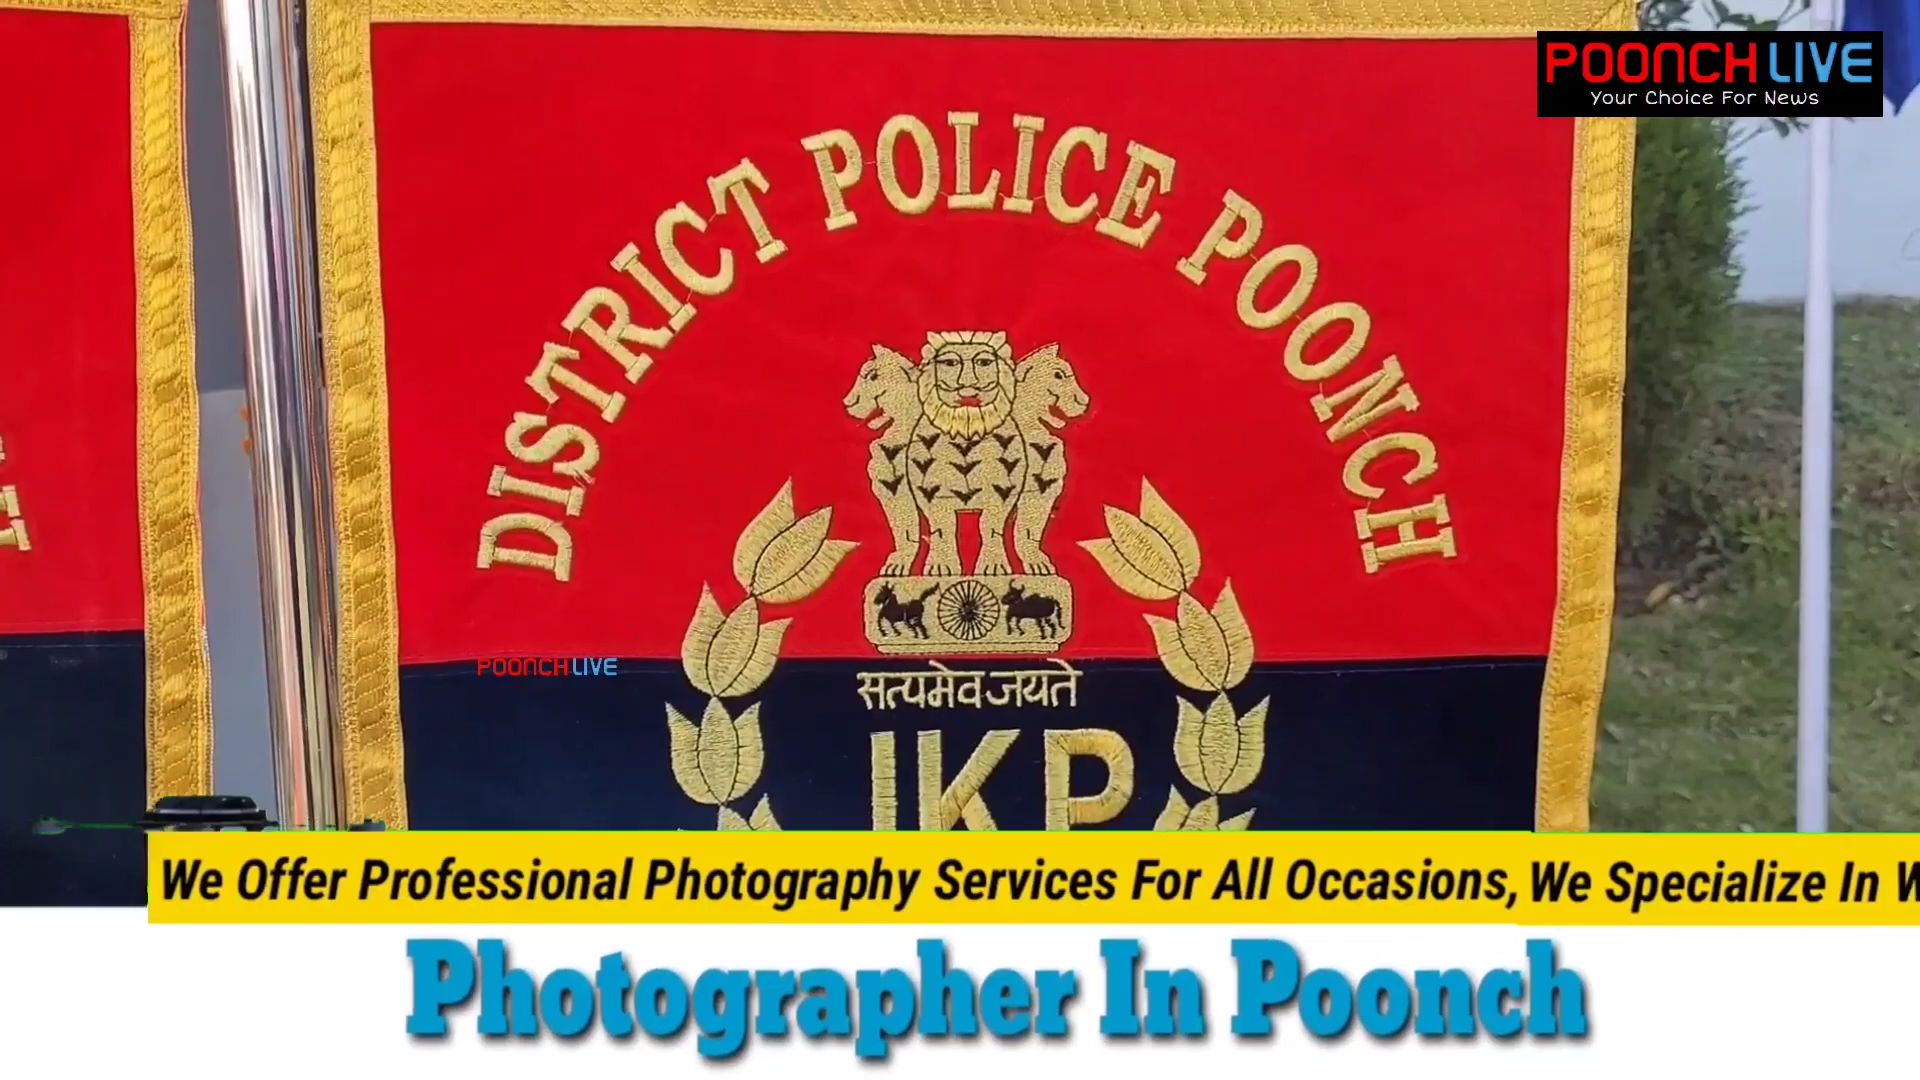 POONCH LIVE
Your Choice For News
DISTRICT POLICE POONCH
POONCH LIVE
सत्यमेव जयते
JKP
We Offer Professional Photography Services For All Occasions, We Specialize In
Photographer In Poonch